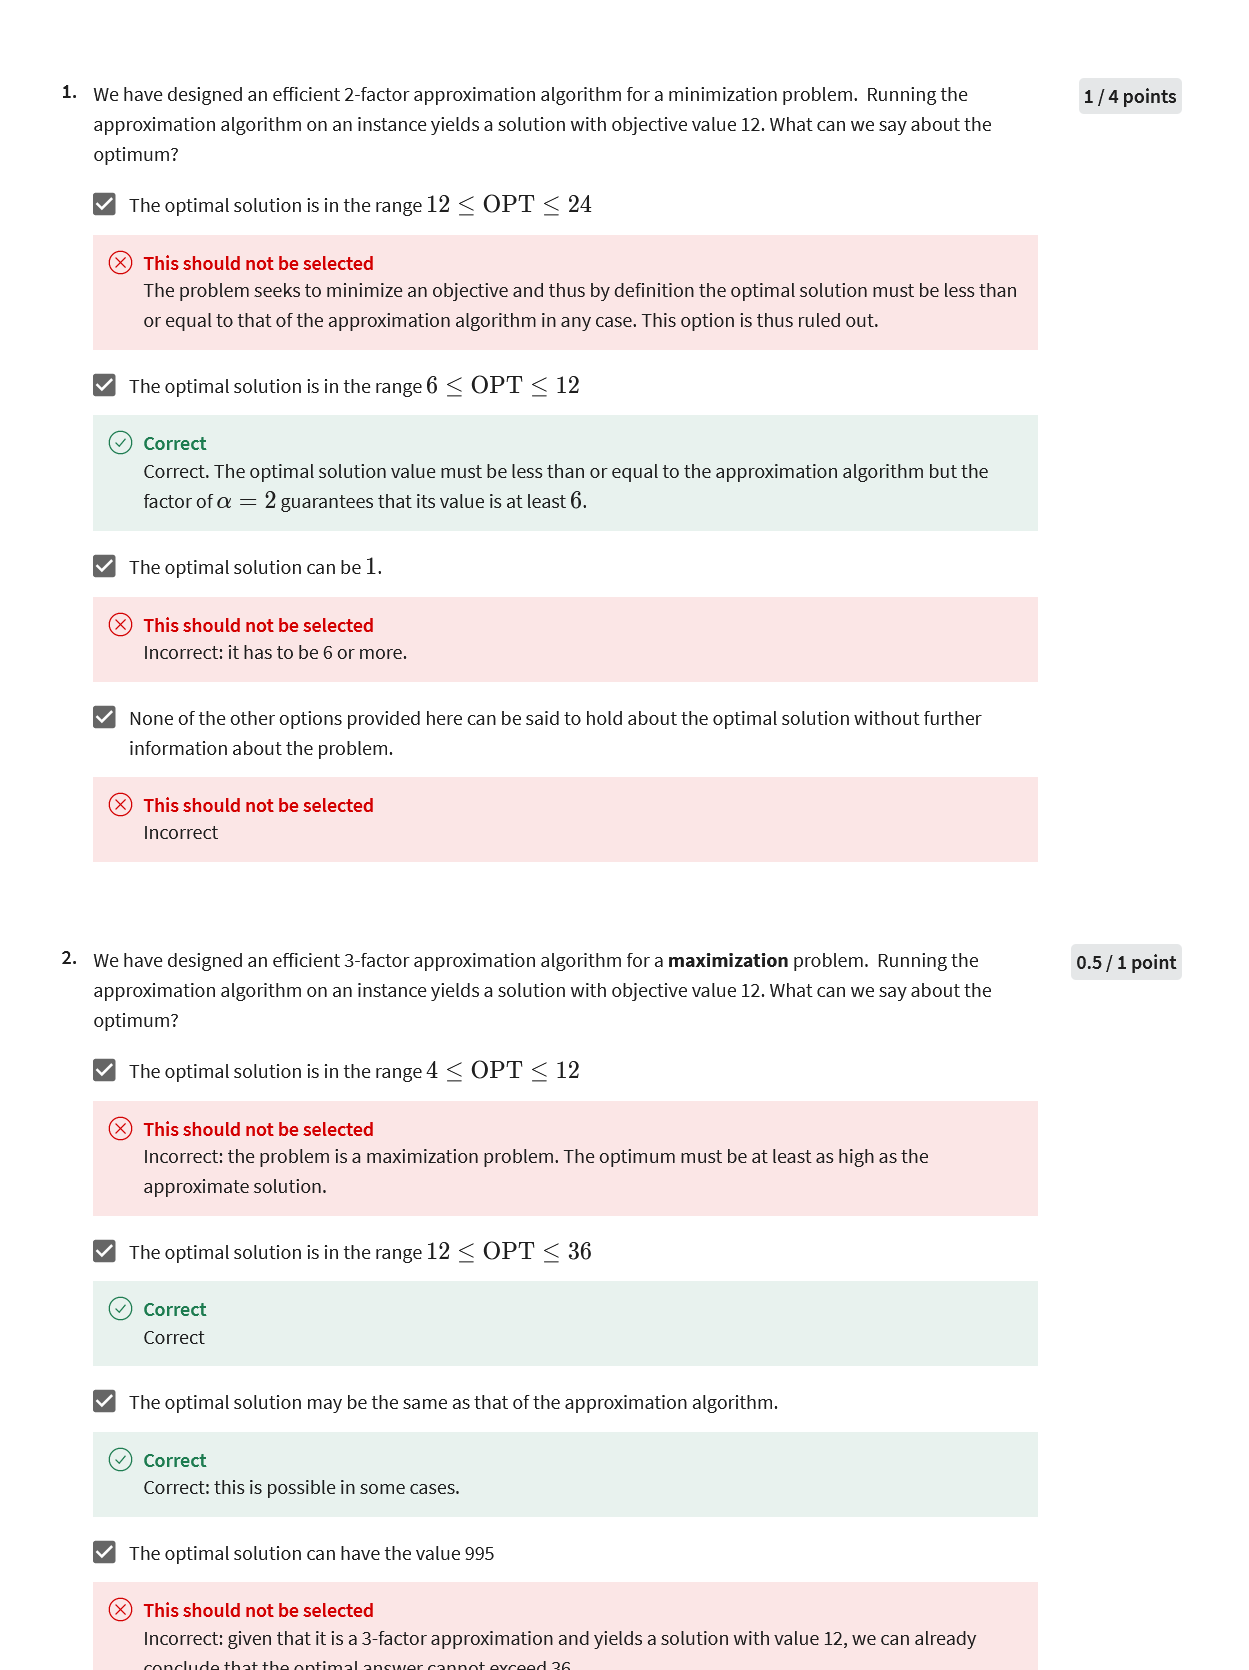 1. We have designed an efficient 2-factor approximation algorithm for a minimization problem.  Running the
1 / 4 points
approximation algorithm on an instance yields a solution with objective value 12. What can we say about the
optimum?
The optimal solution is in the range 12 ≤ OPT ≤ 24
This should not be selected
The problem seeks to minimize an objective and thus by definition the optimal solution must be less than
or equal to that of the approximation algorithm in any case. This option is thus ruled out.
The optimal solution is in the range 6 ≤ OPT ≤ 12
Correct
Correct. The optimal solution value must be less than or equal to the approximation algorithm but the
factor of α = 2 guarantees that its value is at least 6.
The optimal solution can be 1.
This should not be selected
Incorrect: it has to be 6 or more.
None of the other options provided here can be said to hold about the optimal solution without further
information about the problem.
This should not be selected
Incorrect
2. We have designed an efficient 3-factor approximation algorithm for a maximization problem.  Running the
0.5 / 1 point
approximation algorithm on an instance yields a solution with objective value 12. What can we say about the
optimum?
The optimal solution is in the range 4 ≤ OPT ≤ 12
This should not be selected
Incorrect: the problem is a maximization problem. The optimum must be at least as high as the
approximate solution.
The optimal solution is in the range 12 ≤ OPT ≤ 36
Correct
Correct
The optimal solution may be the same as that of the approximation algorithm.
Correct
Correct: this is possible in some cases.
The optimal solution can have the value 995
This should not be selected
Incorrect: given that it is a 3-factor approximation and yields a solution with value 12, we can already
conclude that the optimal answer cannot exceed 36